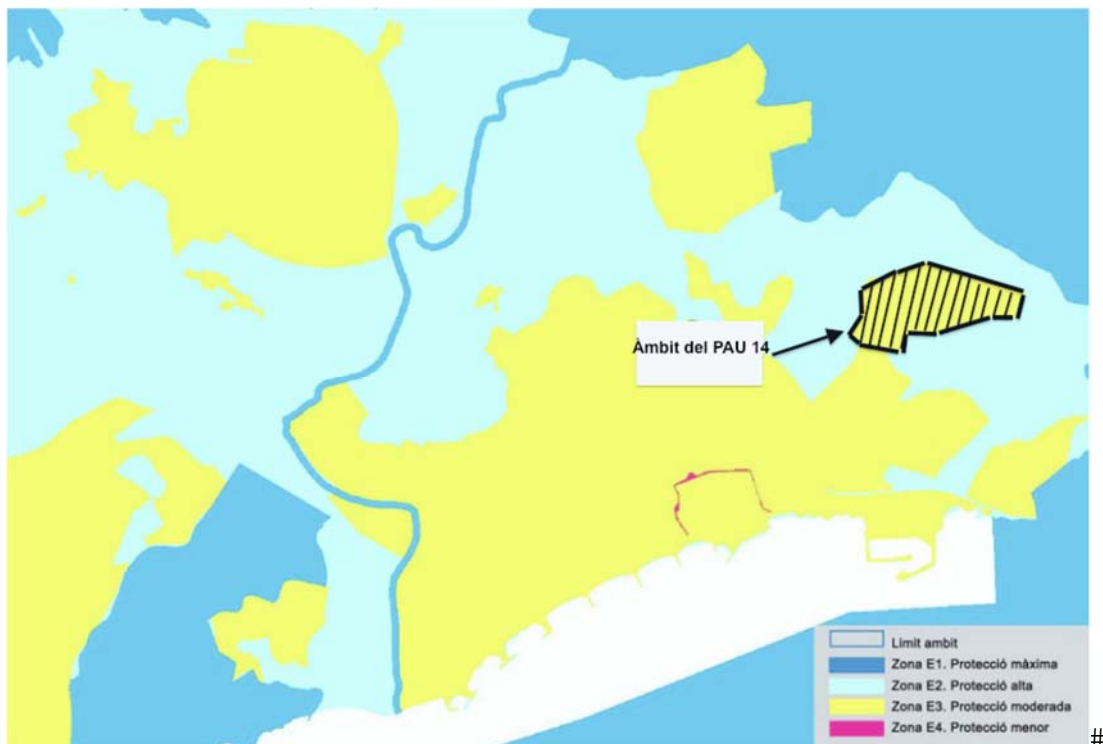 Àmbit del PAU 14
Límit ambit
Zona E1. Protecció màxima
Zona E2. Protecció alta
Zona E3. Protecció moderada
Zona E4. Protecció menor
#